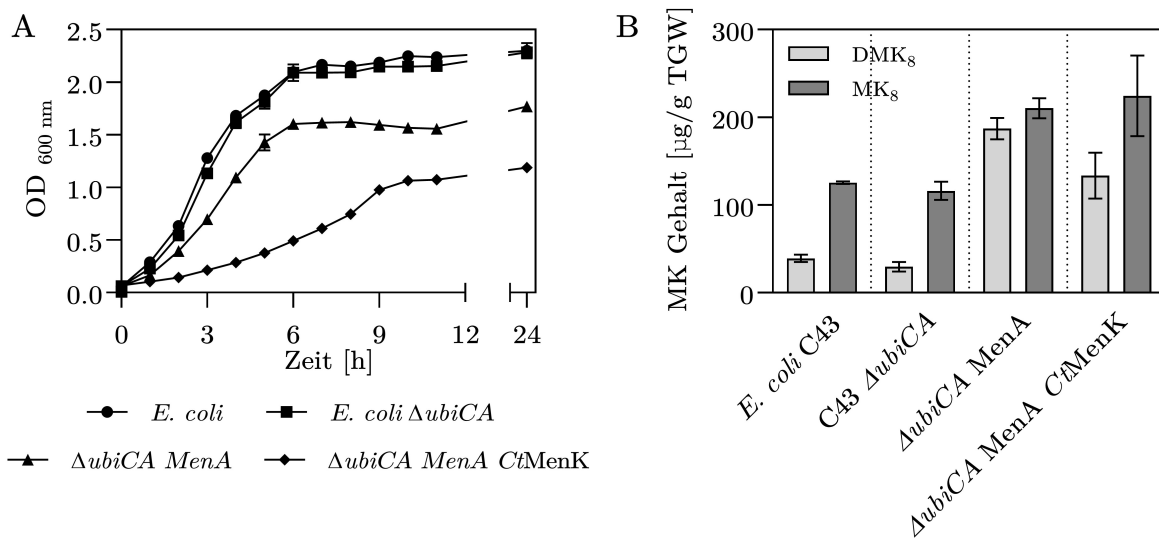 A
OD 600 nm
2.5
2.0
1.5
1.0
0.5
0.0
0 3 6 9 12 24
Zeit [h]
E. coli
E. coli ΔubiCA
ΔubiCA MenA
ΔubiCA MenA CtMenK
B
MK Gehalt [µg/g TGW]
300
200
100
0
DMK₈
MK₈
E. coli C43
C43 ΔubiCA
ΔubiCA MenA
ΔubiCA MenA CtMenK